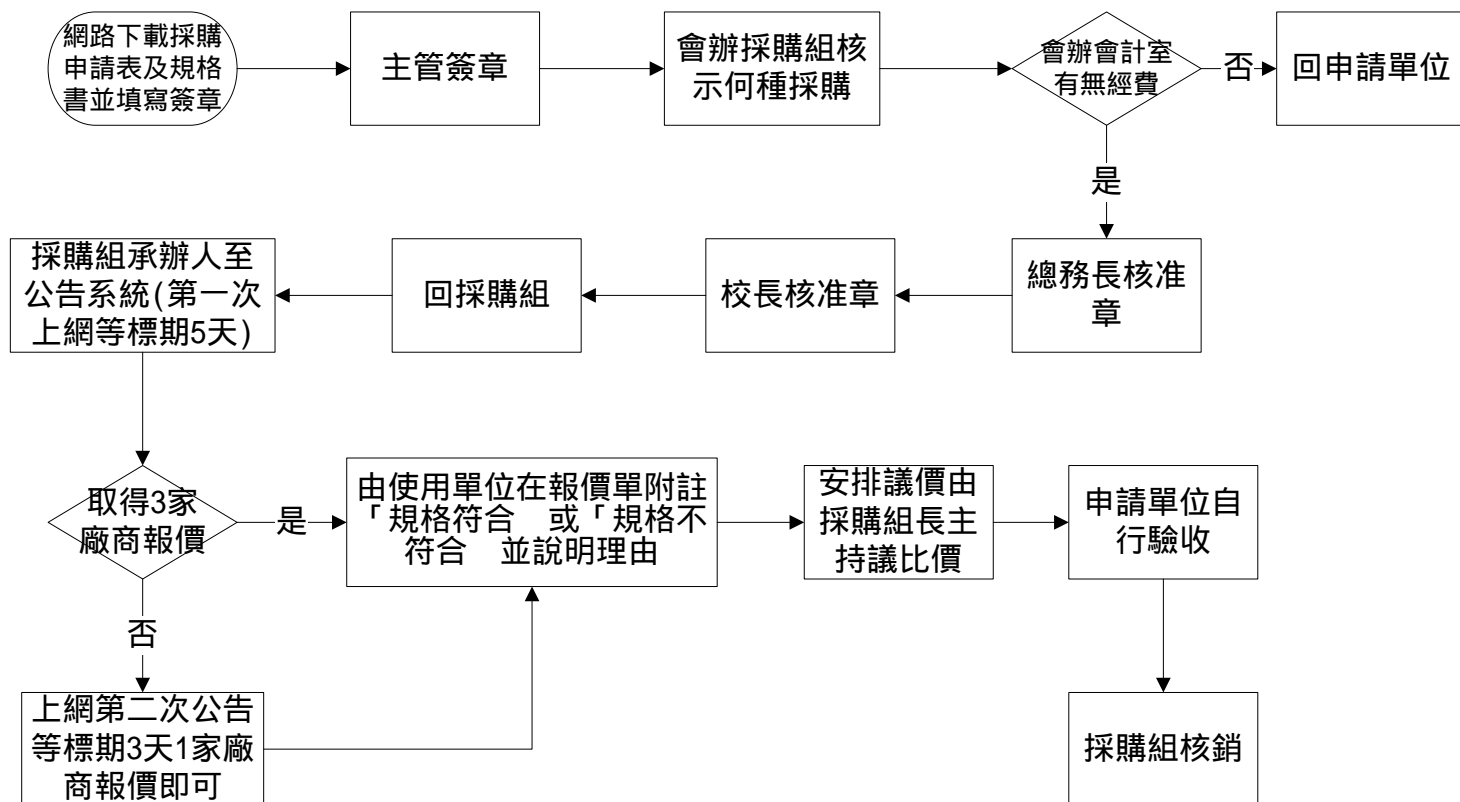 網路下載採購
申請表及規格
書並填寫簽章
主管簽章
會辦採購組核
示何種採購
會辦會計室
有無經費
否
回申請單位
是
總務長核准
章
校長核准章
回採購組
採購組承辦人至
公告系統(第一次
上網等標期5天)
取得3家
廠商報價
是
由使用單位在報價單附註
「規格符合 或「規格不
符合 並說明理由
安排議價由
採購組長主
持議比價
申請單位自
行驗收
否
上網第二次公告
等標期3天1家廠
商報價即可
採購組核銷